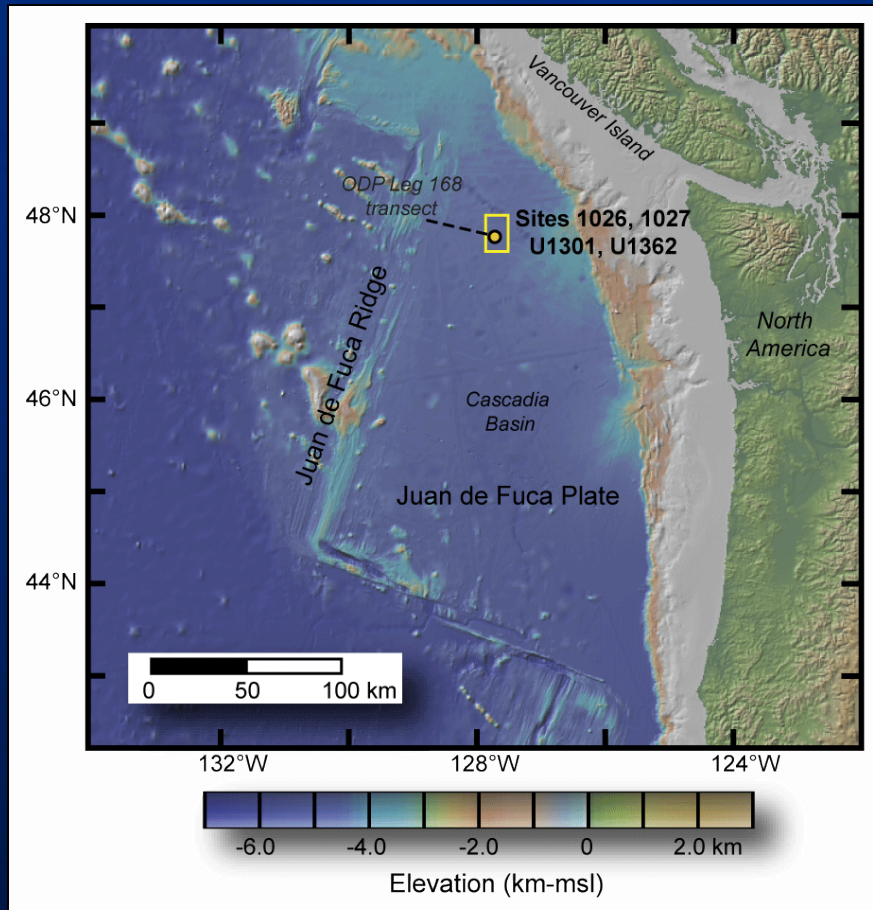 Vancouver Island
ODP Leg 168
transect
48°N
Sites 1026, 1027
U1301, U1362
Juan de Fuca Ridge
North
America
46°N
Cascadia
Basin
Juan de Fuca Plate
44°N
0 50 100 km
132°W 128°W 124°W
-6.0 -4.0 -2.0 0 2.0 km
Elevation (km-msl)